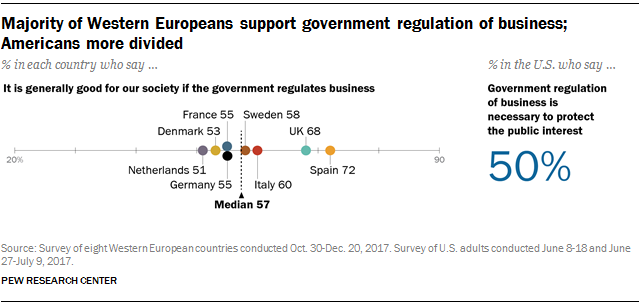 Majority of Western Europeans support government regulation of business;
Americans more divided
% in each country who say ...
It is generally good for our society if the government regulates business
France 55 Sweden 58
Denmark 53 UK 68
20% 90
Netherlands 51 Spain 72
Germany 55 Italy 60
Median 57
% in the U.S. who say ...
Government regulation
of business is
necessary to protect
the public interest
50%
Source: Survey of eight Western European countries conducted Oct. 30-Dec. 20, 2017. Survey of U.S. adults conducted June 8-18 and June
27-July 9, 2017.
PEW RESEARCH CENTER